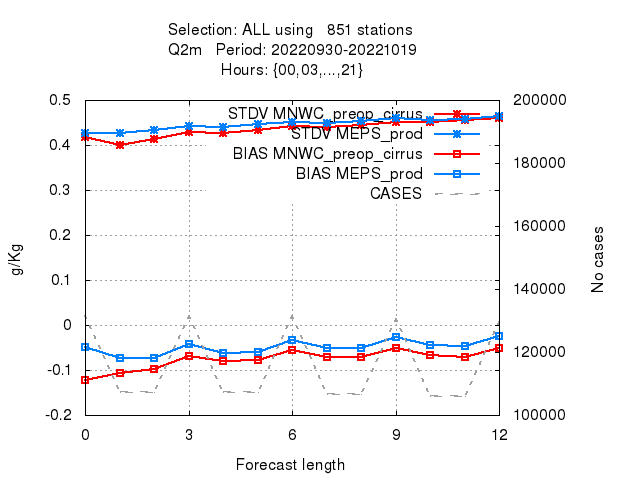 Selection: ALL using   851 stations
Q2m   Period: 20220930-20221019
Hours: {00,03,...,21}
0.5
0.4
0.3
0.2
0.1
0
-0.1
-0.2
g/Kg
STDV MNWC_preop_cirrus
STDV MEPS_prod
BIAS MNWC_preop_cirrus
BIAS MEPS_prod
CASES
200000
180000
160000
140000
120000
100000
No cases
0 3 6 9 12
Forecast length